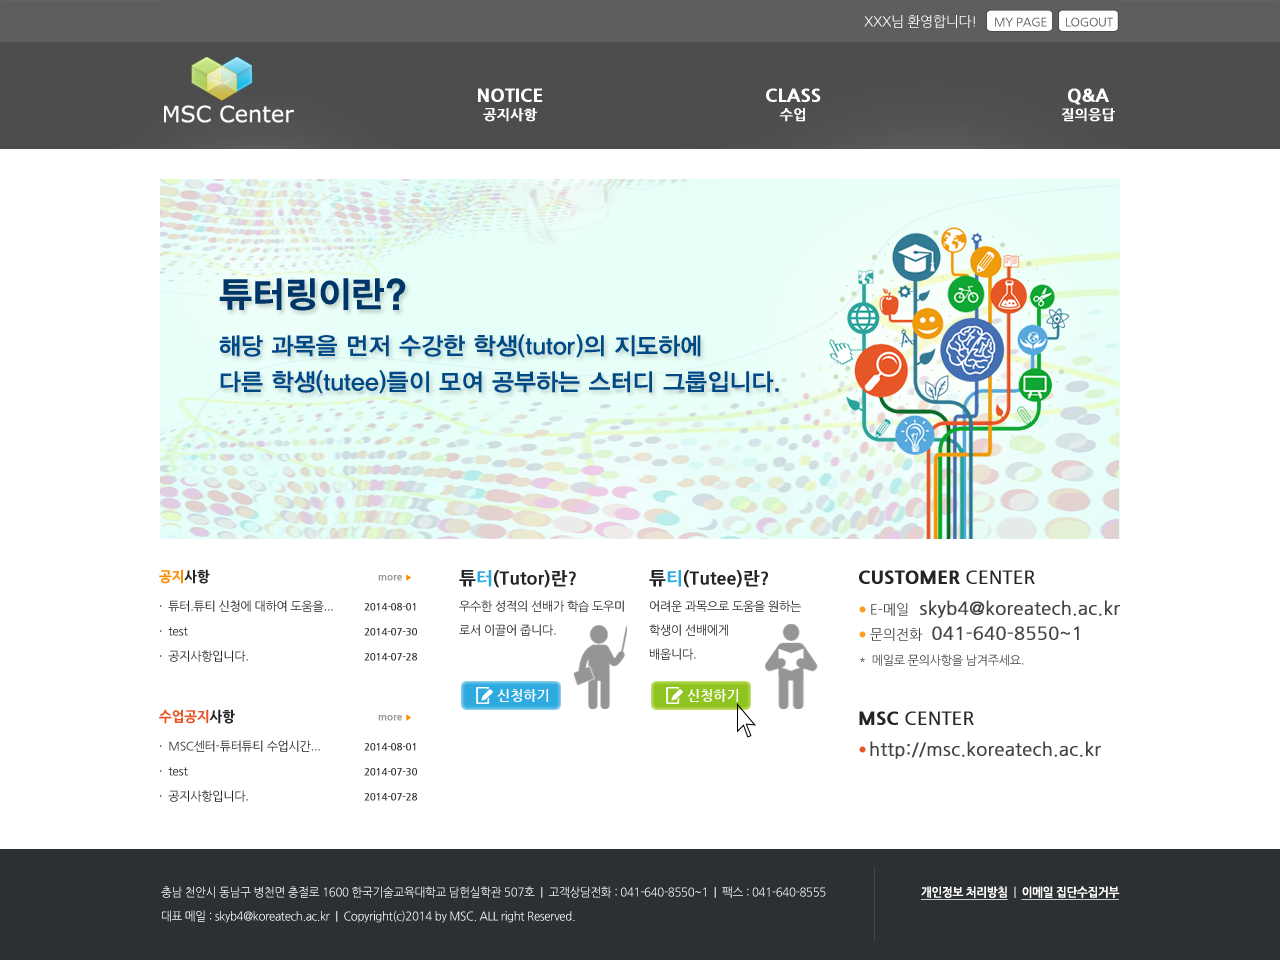 XXX님 환영합니다! MY PAGE LOGOUT
MSC Center
NOTICE
공지사항
CLASS
수업
Q&A
질의응답
튜터링이란?
해당 과목을 먼저 수강한 학생(tutor)의 지도하에
다른 학생(tutee)들이 모여 공부하는 스터디 그룹입니다.
공지사항 more
· 튜터.튜티 신청에 대하여 도움을... 2014-08-01
· test 2014-07-30
· 공지사항입니다. 2014-07-28
수업공지사항 more
· MSC센터-튜터튜티 수업시간... 2014-08-01
· test 2014-07-30
· 공지사항입니다. 2014-07-28
튜터(Tutor)란?
우수한 성적의 선배가 학습 도우미
로서 이끌어 줍니다.
신청하기
튜티(Tutee)란?
어려운 과목으로 도움을 원하는
학생이 선배에게
배웁니다.
신청하기
CUSTOMER CENTER
E-메일 skyb4@koreatech.ac.kr
문의전화 041-640-8550~1
* 메일로 문의사항을 남겨주세요.
MSC CENTER
http://msc.koreatech.ac.kr
충남 천안시 동남구 병천면 충절로 1600 한국기술교육대학교 담헌실학관 507호 | 고객상담전화 : 041-640-8550~1 | 팩스 : 041-640-8555
대표 메일 : skyb4@koreatech.ac.kr | Copyright(c)2014 by MSC. ALL right Reserved.
개인정보 처리방침 | 이메일 집단수집거부